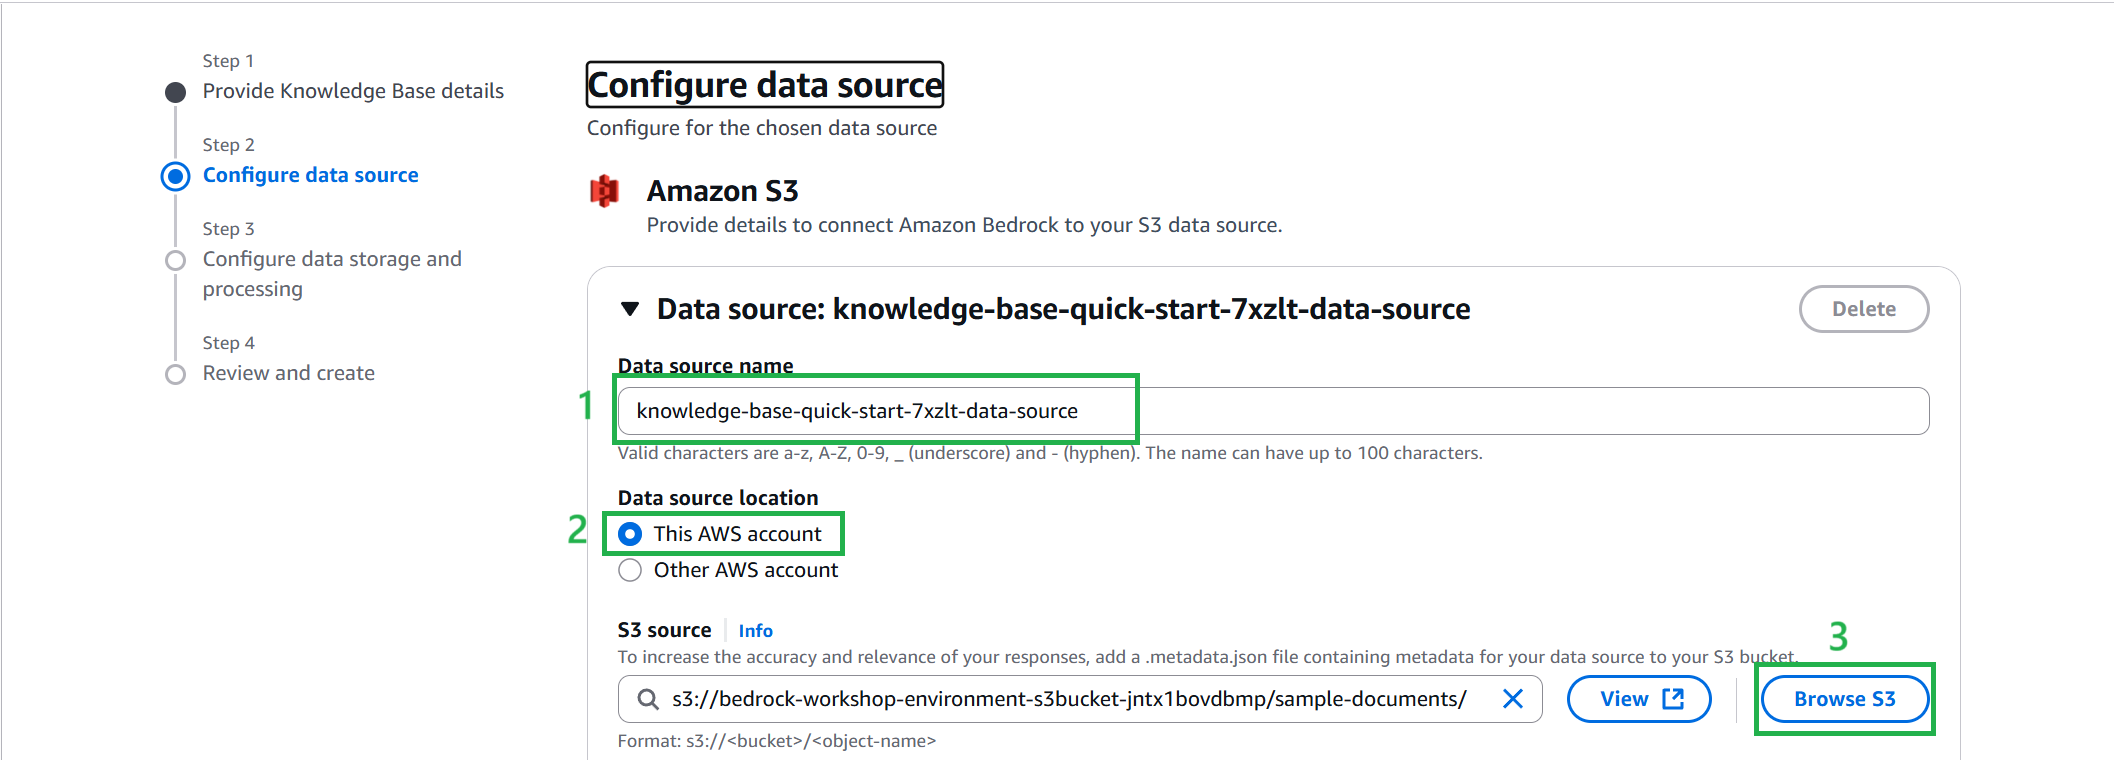 Step 1
Provide Knowledge Base details
Step 2
Configure data source
Step 3
Configure data storage and
processing
Step 4
Review and create
Configure data source
Configure for the chosen data source
Amazon S3
Provide details to connect Amazon Bedrock to your S3 data source.
Data source: knowledge-base-quick-start-7xzlt-data-source
Delete
Data source name
1
knowledge-base-quick-start-7xzlt-data-source
Valid characters are a-z, A-Z, 0-9, _ (underscore) and - (hyphen). The name can have up to 100 characters.
Data source location
2
This AWS account
Other AWS account
S3 source
Info
3
To increase the accuracy and relevance of your responses, add a .metadata.json file containing metadata for your data source to your S3 bucket.
s3://bedrock-workshop-environment-s3bucket-jntx1bovdbmp/sample-documents/
View
Browse S3
Format: s3://<bucket>/<object-name>